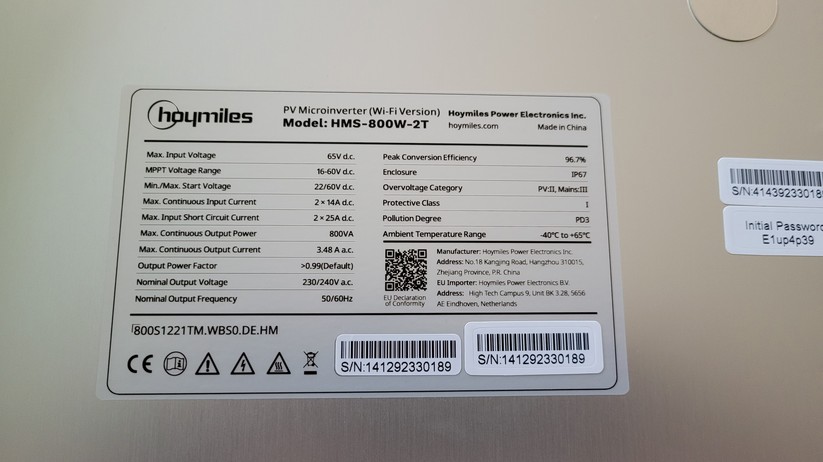 hoymiles
PV Microinverter (Wi-Fi Version)
Model: HMS-800W-2T
Hoymiles Power Electronics Inc.
hoymiles.com Made in China
Max. Input Voltage 65V d.c.
MPPT Voltage Range 16-60V d.c.
Min./Max. Start Voltage 22/60V d.c.
Max. Continuous Input Current 2 × 14A d.c.
Max. Input Short Circuit Current 2 × 25A d.c.
Max. Continuous Output Power 800VA
Max. Continuous Output Current 3.48 A a.c.
Output Power Factor >0.99(Default)
Nominal Output Voltage 230/240V a.c.
Nominal Output Frequency 50/60Hz
Peak Conversion Efficiency 96.7%
Enclosure IP67
Overvoltage Category PV:II, Mains:III
Protective Class I
Pollution Degree PD3
Ambient Temperature Range -40℃ to +65℃
EU Declaration
of Conformity
Manufacturer: Hoymiles Power Electronics Inc.
Address: No.18 Kangjing Road, Hangzhou 310015,
Zhejiang Province, P.R. China
EU Importer: Hoymiles Power Electronics B.V.
Address: High Tech Campus 9, Unit BK 3.28, 5656
AE Eindhoven, Netherlands
800S1221TM.WBS0.DE.HM
CE
S/N:141292330189
S/N:141292330189
S/N:414392330189
Initial Password
E1up4p39